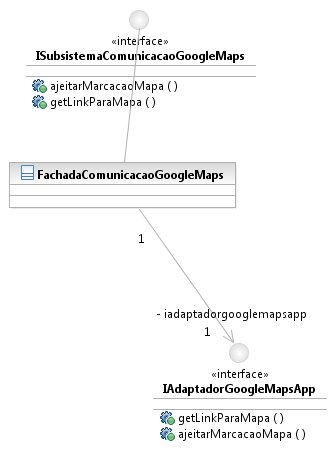 «interface»
ISubsistemaComunicacaoGoogleMaps
ajeitarMarcacaoMapa ( )
getLinkParaMapa ( )
FachadaComunicacaoGoogleMaps
1
- iadaptadorgooglemapsapp
1
«interface»
IAdaptadorGoogleMapsApp
getLinkParaMapa ( )
ajeitarMarcacaoMapa ( )